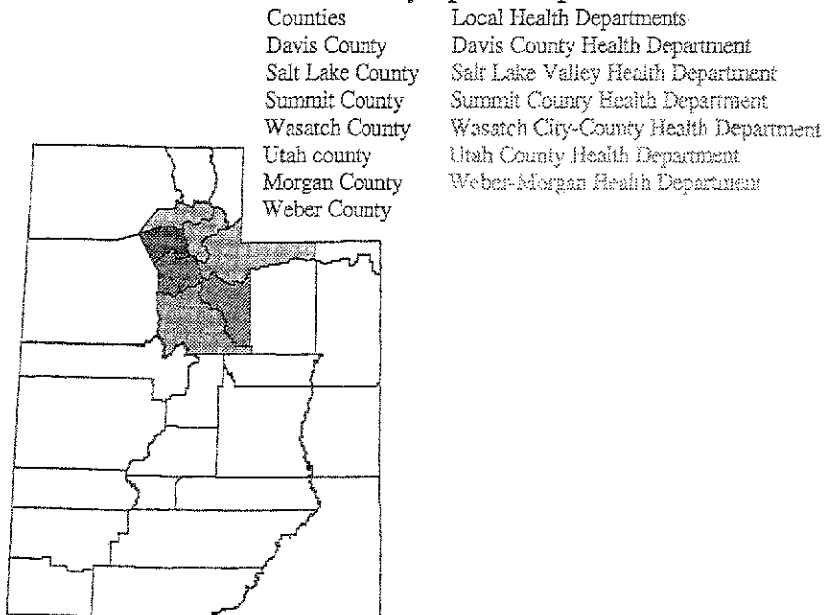 Counties Local Health Departments
Davis County Davis County Health Department
Salt Lake County Salt Lake Valley Health Department
Summit County Summit County Health Department
Wasatch County Wasatch City-County Health Department
Utah county Utah County Health Department
Morgan County Weber-Morgan Health Department
Weber County